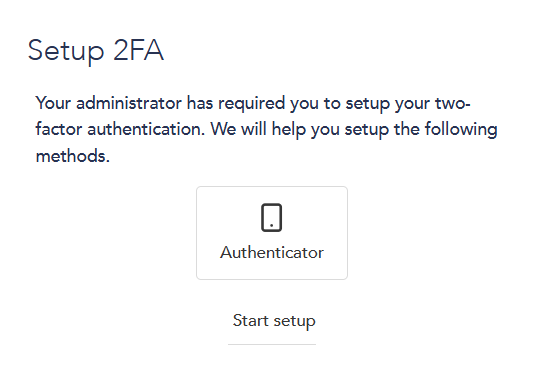 Setup 2FA
Your administrator has required you to setup your two-
factor authentication. We will help you setup the following
methods.
Authenticator
Start setup